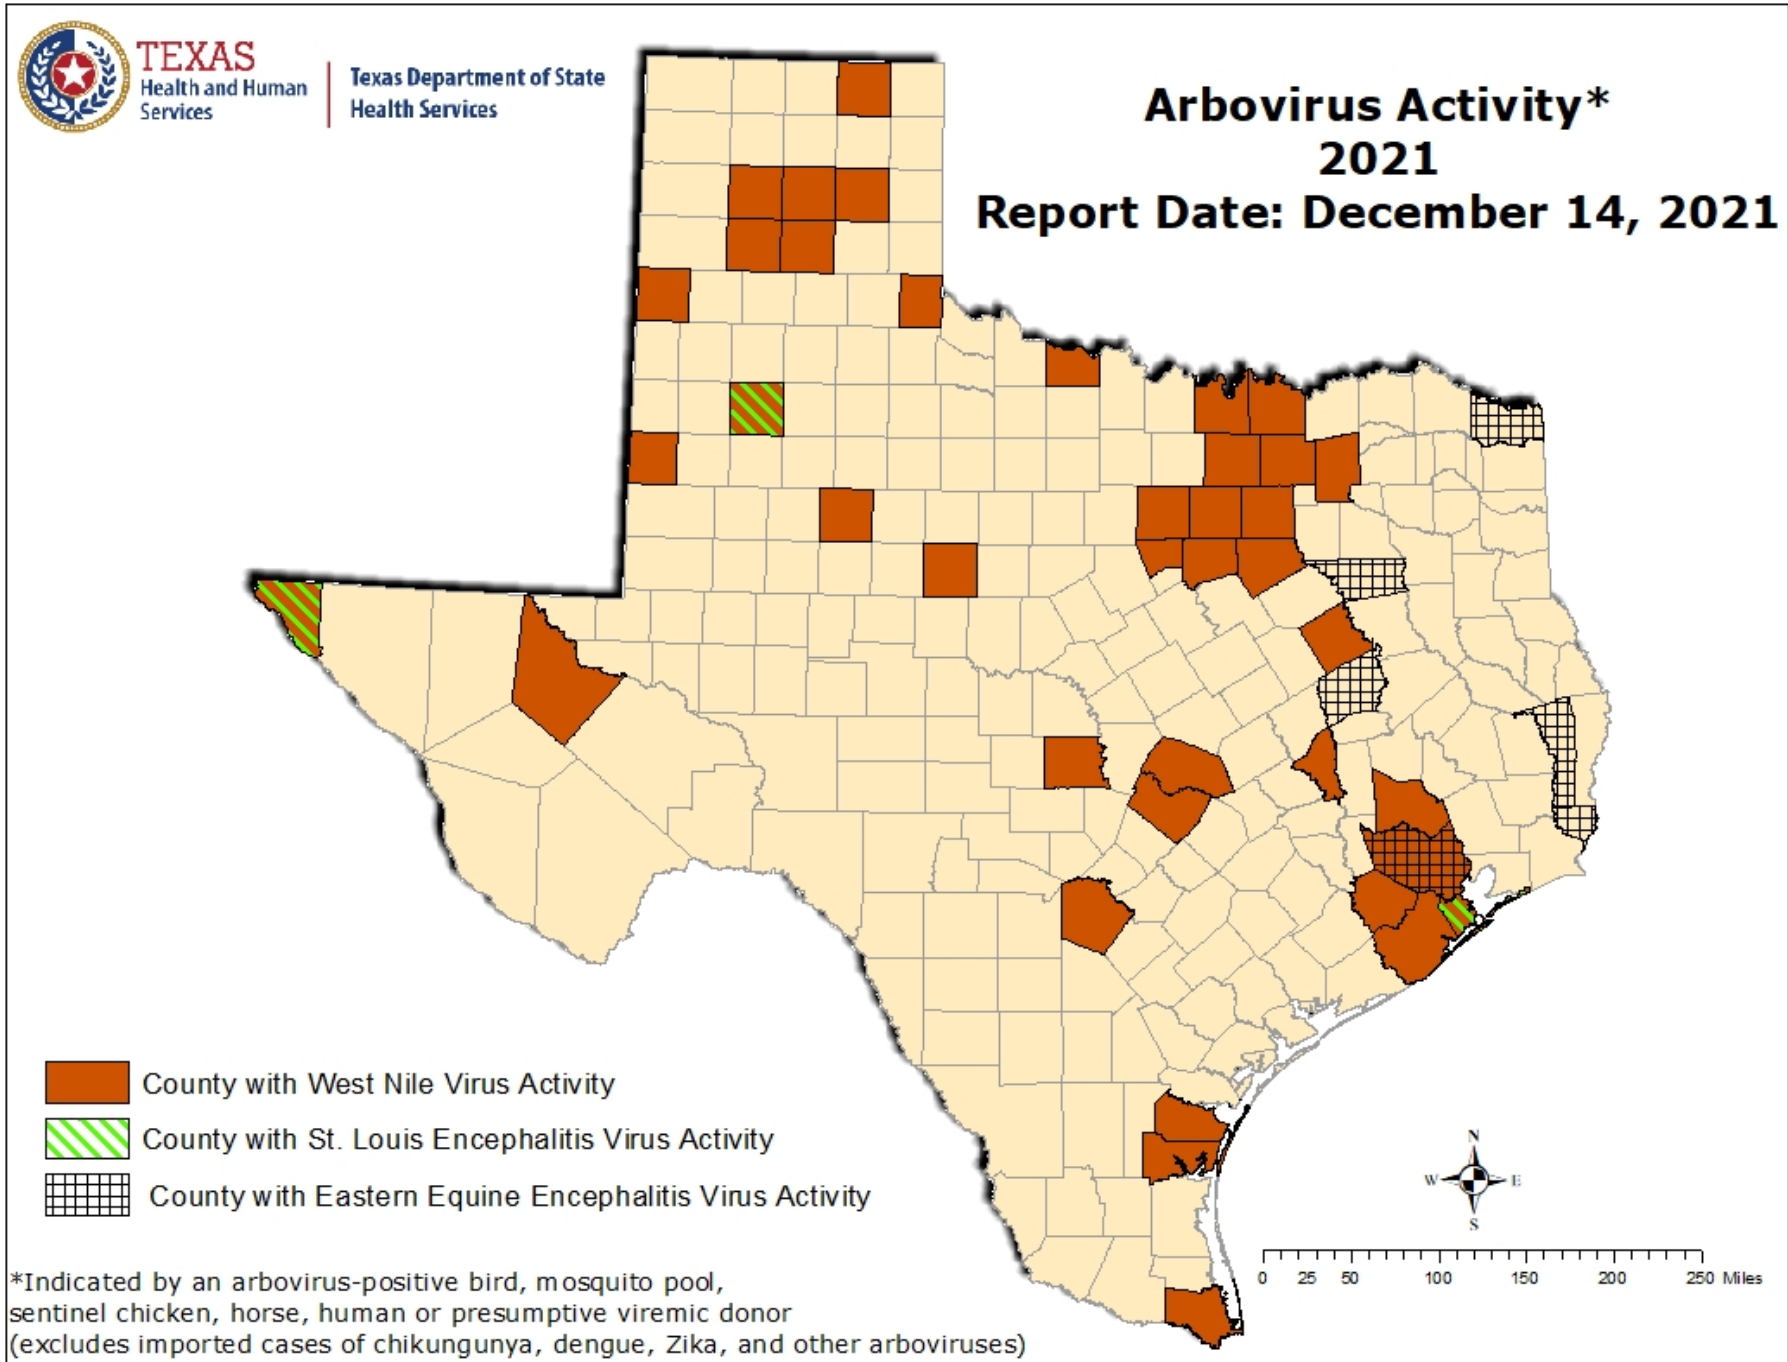 TEXAS
Health and Human
Services
Texas Department of State
Health Services
Arbovirus Activity*
2021
Report Date: December 14, 2021
County with West Nile Virus Activity
County with St. Louis Encephalitis Virus Activity
County with Eastern Equine Encephalitis Virus Activity
*Indicated by an arbovirus-positive bird, mosquito pool,
sentinel chicken, horse, human or presumptive viremic donor
(excludes imported cases of chikungunya, dengue, Zika, and other arboviruses)
N
W E
S
0 25 50 100 150 200 250 Miles